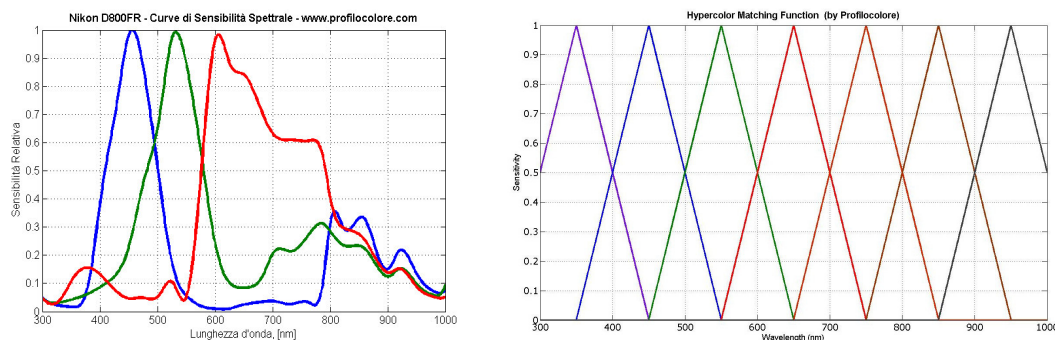 Nikon D800FR - Curve di Sensibilità Spettrale - www.profilocolore.com
Sensibilità Relativa
1
0.9
0.8
0.7
0.6
0.5
0.4
0.3
0.2
0.1
0
300 400 500 600 700 800 900 1000
Lunghezza d'onda, [nm]
Hypercolor Matching Function (by Profilocolore)
Sensitivity
1
0.9
0.8
0.7
0.6
0.5
0.4
0.3
0.2
0.1
0
300 400 500 600 700 800 900 1000
Wavelength (nm)